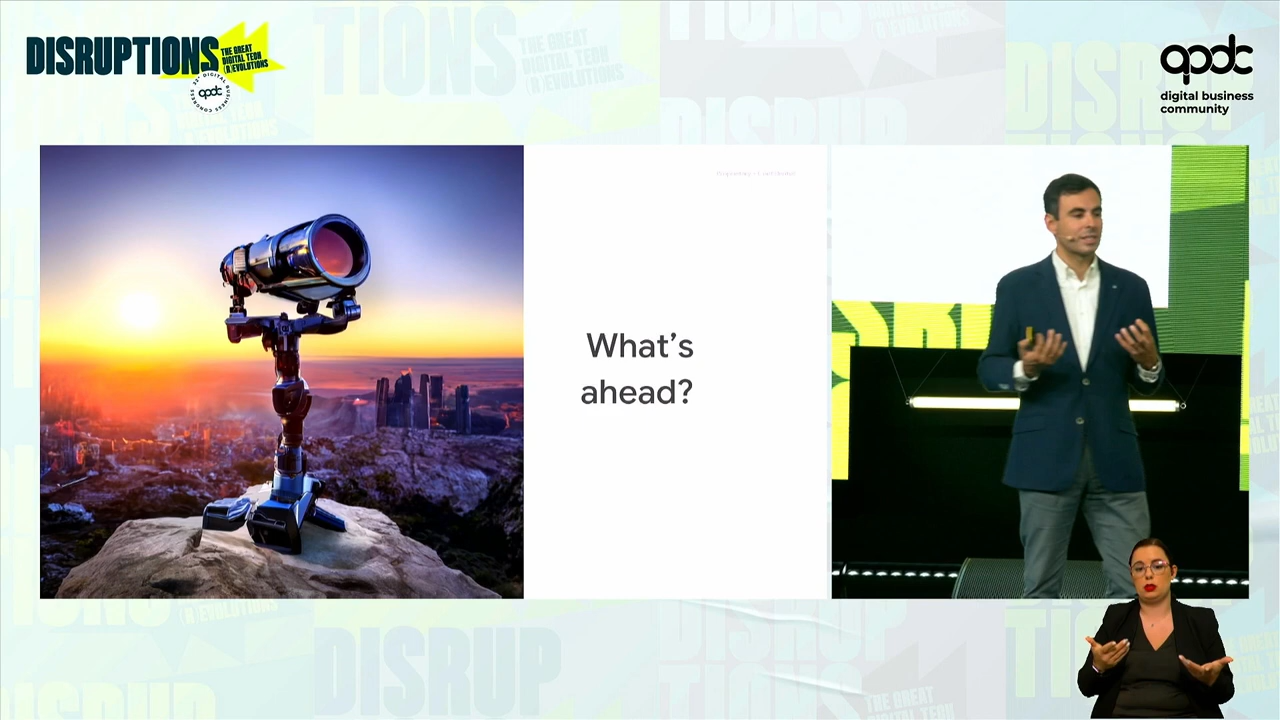 DISRUPTIONS
THE GREAT
DIGITAL TECH
(R)EVOLUTIONS
apdc
digital business
community
What's
ahead?